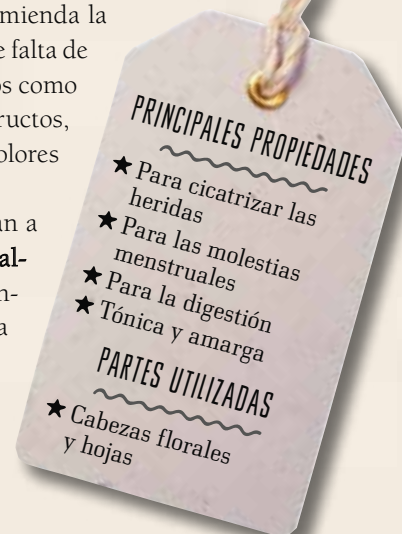 mienda la
e falta de
os como
ructos,
olores
an a
al-
n-
a
PRINCIPALES PROPIEDADES
★ Para cicatrizar las
heridas
★ Para las molestias
menstruales
★ Para la digestión
★ Tónica y amarga
PARTES UTILIZADAS
★ Cabezas florales
y hojas